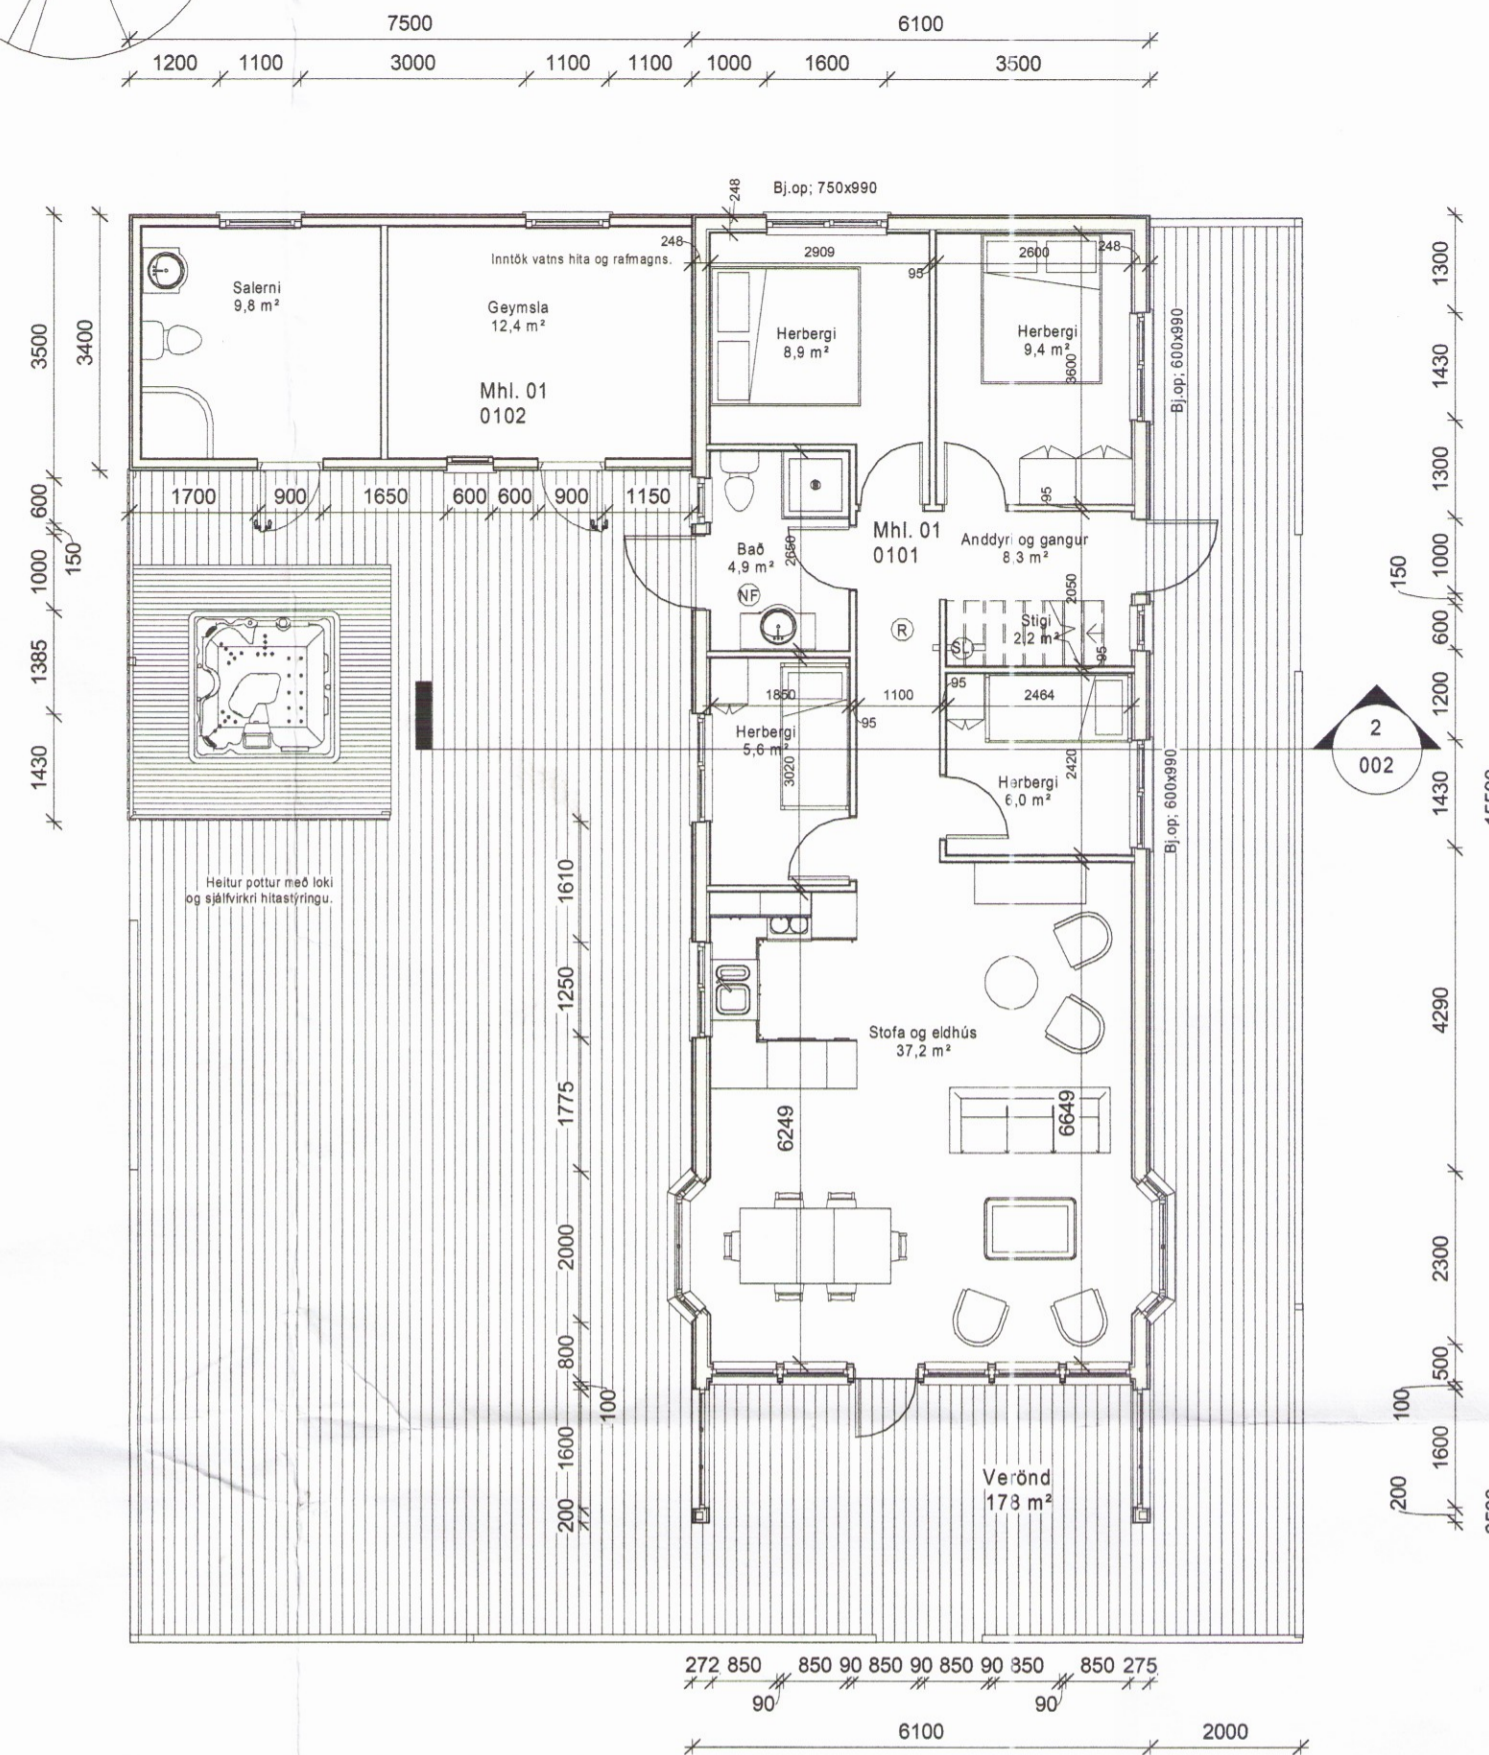 7500 6100
1200 1100 3000 1100 1100 1000 1600 3500
Bj.op; 750x990
248
248 Inntök vatns hita og rafmagns.
2909 95 2600 248
Salerni
9,8 m²
Geymsla
12,4 m²
Mhl. 01
0102
Herbergi
8,9 m²
Herbergi
9,4 m²
3600
Bj.op; 600x990
3500 3400
600 150 1000 1385 1430
1300 1430 1300 150 1000 600 1200 1430 4290 2300 500 100 1600 200
1700 900 1650 600 600 900 1150
95
Mhl. 01
0101
Anddyri og gangur
8,3 m²
Bað
4,9 m²
2650
NF
2050
R
Stigi
2,2 m²
SL
95
1850 1100 95 2464
95
Herbergi
5,6 m²
3020
Herbergi
6,0 m²
2420
Bj.op; 600x990
2
002
Heitur pottur með loki
og sjálfvirkri hitastýringu.
1610 1250 1775 2000 800 100 1600 200
Stofa og eldhús
37,2 m²
6249 6649
Verönd
178 m²
272 850 850 90 850 90 850 90 850 850 275
90 90
6100 2000